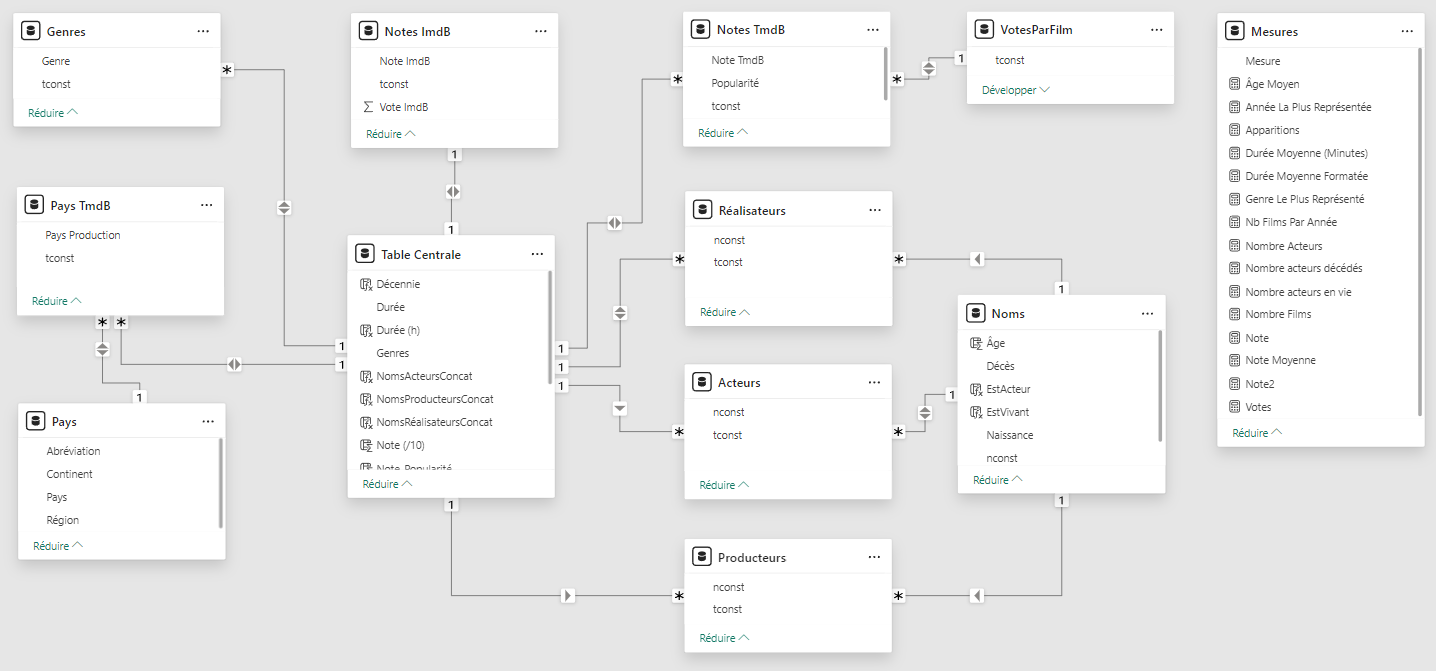 Genres
Genre
tconst
Réduire
Notes ImdB
Note ImdB
tconst
Vote ImdB
Réduire
Notes TmdB
Note TmdB
Popularité
tconst
Réduire
VotesParFilm
tconst
Développer
Mesures
Mesure
Âge Moyen
Année La Plus Représentée
Apparitions
Durée Moyenne (Minutes)
Durée Moyenne Formatée
Genre Le Plus Représenté
Nb Films Par Année
Nombre Acteurs
Nombre acteurs décédés
Nombre acteurs en vie
Nombre Films
Note
Note Moyenne
Note2
Votes
Réduire
Pays TmdB
Pays Production
tconst
Réduire
Table Centrale
Décennie
Durée
Durée (h)
Genres
NomsActeursConcat
NomsProducteursConcat
NomsRéalisateursConcat
Note (/10)
Réduire
Réalisateurs
nconst
tconst
Réduire
Noms
Âge
Décès
EstActeur
EstVivant
Naissance
nconst
Réduire
Acteurs
nconst
tconst
Réduire
Pays
Abréviation
Continent
Pays
Région
Réduire
Producteurs
nconst
tconst
Réduire
*
1
*
*
1
1
1
1
1
*
*
1
1
*
*
1
1
*
*
1
1
*
*
1